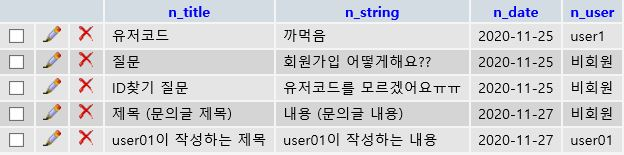 n_title n_string n_date n_user
유저코드 까먹음 2020-11-25 user1
질문 회원가입 어떻게해요?? 2020-11-25 비회원
ID찾기 질문 유저코드를 모르겠어요ㅠㅠ 2020-11-25 비회원
제목 (문의글 제목) 내용 (문의글 내용) 2020-11-27 비회원
user01이 작성하는 제목 user01이 작성하는 내용 2020-11-27 user01